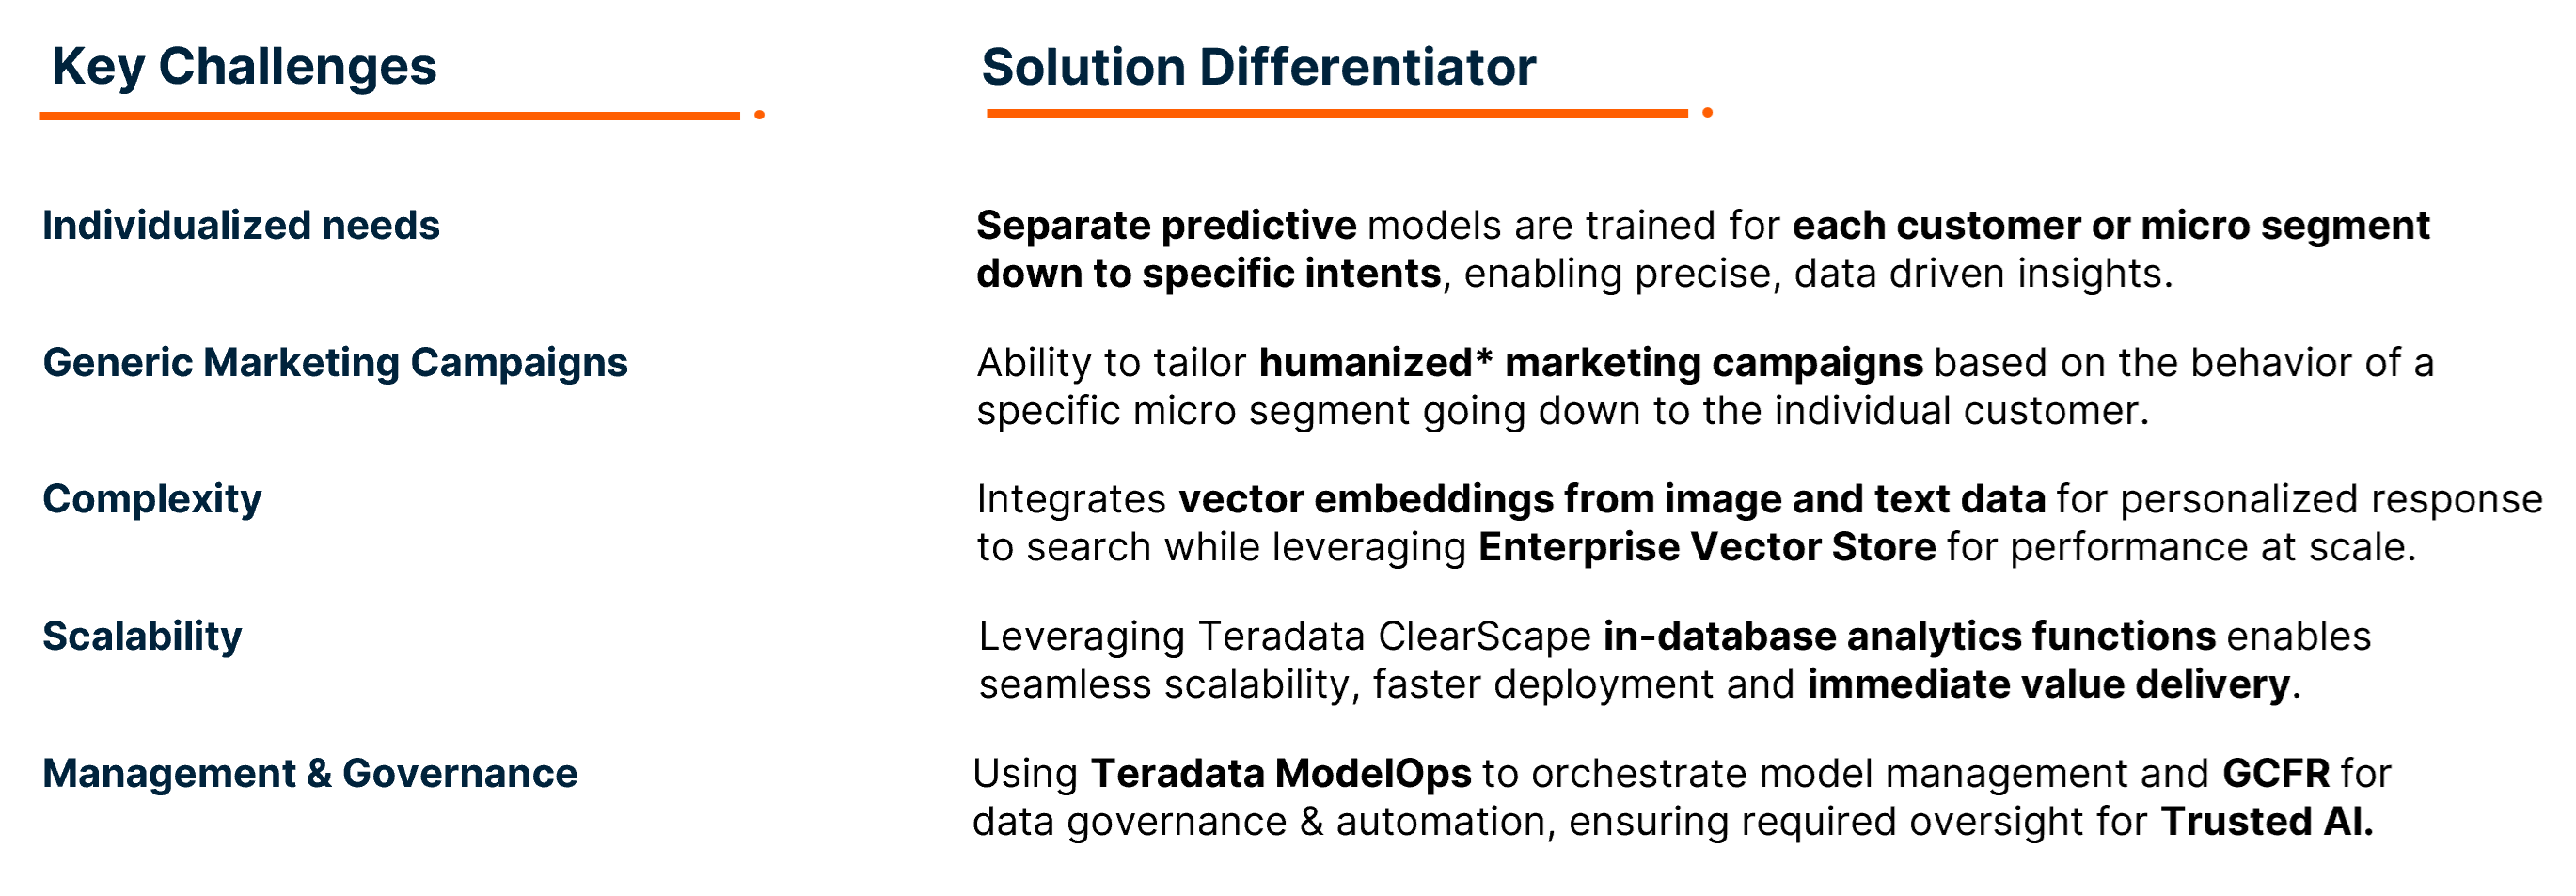 Key Challenges
Solution Differentiator
Individualized needs
Separate predictive models are trained for each customer or micro segment
down to specific intents, enabling precise, data driven insights.
Generic Marketing Campaigns
Ability to tailor humanized* marketing campaigns based on the behavior of a
specific micro segment going down to the individual customer.
Complexity
Integrates vector embeddings from image and text data for personalized response
to search while leveraging Enterprise Vector Store for performance at scale.
Scalability
Leveraging Teradata ClearScape in-database analytics functions enables
seamless scalability, faster deployment and immediate value delivery.
Management & Governance
Using Teradata ModelOps to orchestrate model management and GCFR for
data governance & automation, ensuring required oversight for Trusted AI.